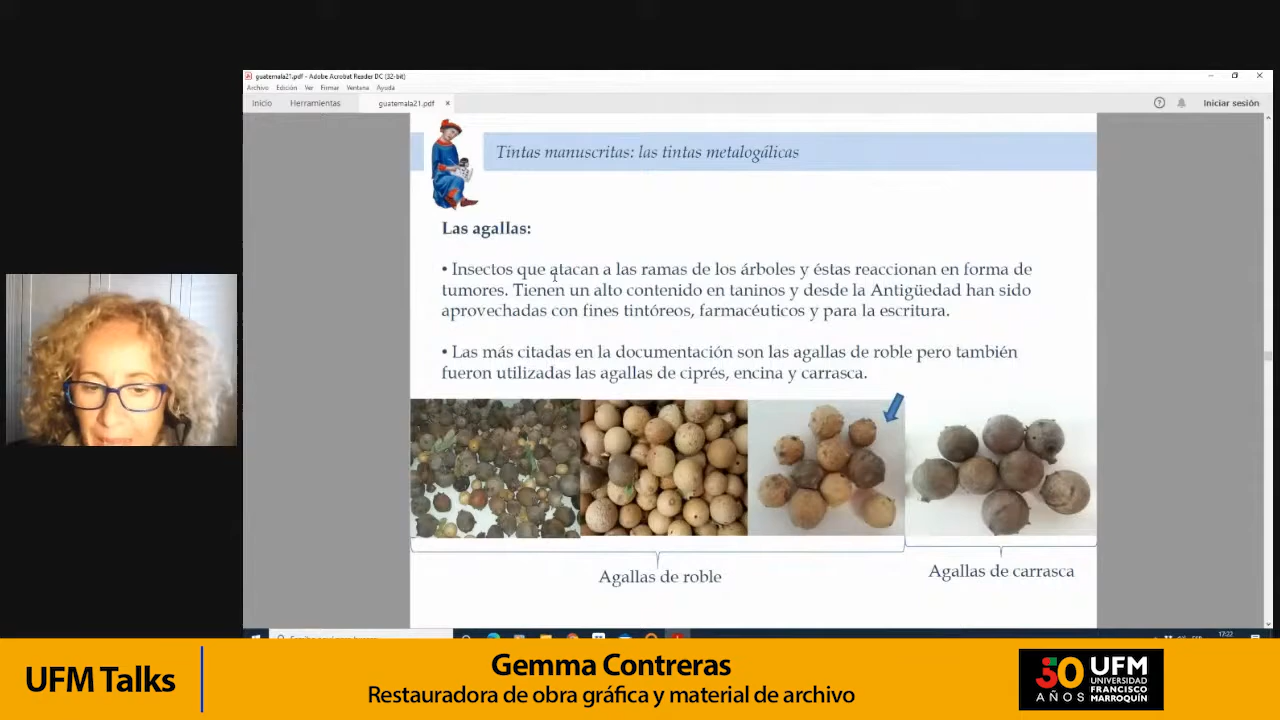 guatemala21.pdf - Adobe Acrobat Reader DC (32-bit)
Archivo Edición Ver Firmar Ventana Ayuda
Inicio Herramientas guatemala21.pdf × Iniciar sesión
Tintas manuscritas: las tintas metalogálicas
Las agallas:
• Insectos que atacan a las ramas de los árboles y éstas reaccionan en forma de
tumores. Tienen un alto contenido en taninos y desde la Antigüedad han sido
aprovechadas con fines tintóreos, farmacéuticos y para la escritura.
• Las más citadas en la documentación son las agallas de roble pero también
fueron utilizadas las agallas de ciprés, encina y carrasca.
Agallas de roble
Agallas de carrasca
17:22
UFM Talks
Gemma Contreras
Restauradora de obra gráfica y material de archivo
50
AÑOS
UFM
UNIVERSIDAD
FRANCISCO
MARROQUÍN